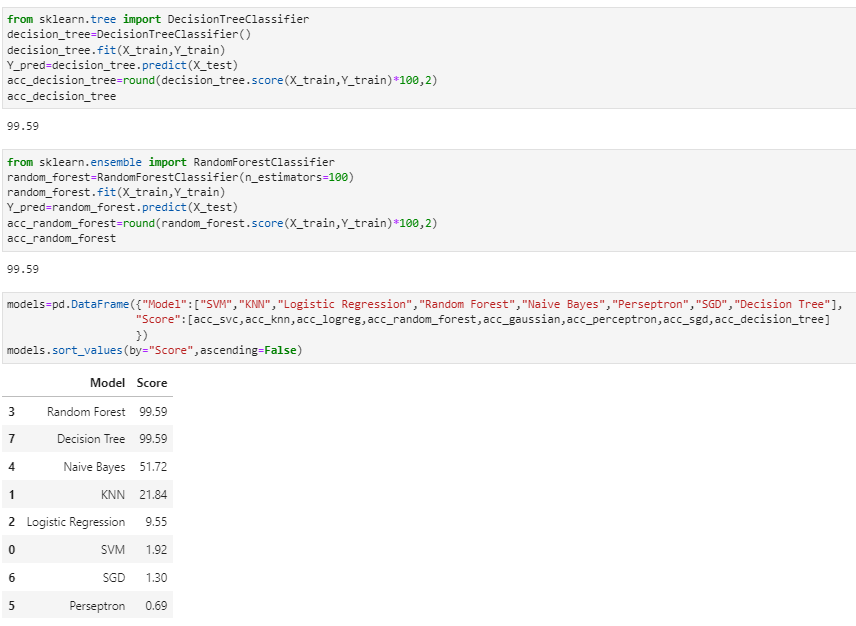 from sklearn.tree import DecisionTreeClassifier
decision_tree=DecisionTreeClassifier()
decision_tree.fit(X_train,Y_train)
Y_pred=decision_tree.predict(X_test)
acc_decision_tree=round(decision_tree.score(X_train,Y_train)*100,2)
acc_decision_tree
99.59
from sklearn.ensemble import RandomForestClassifier
random_forest=RandomForestClassifier(n_estimators=100)
random_forest.fit(X_train,Y_train)
Y_pred=random_forest.predict(X_test)
acc_random_forest=round(random_forest.score(X_train,Y_train)*100,2)
acc_random_forest
99.59
models=pd.DataFrame({"Model":["SVM","KNN","Logistic Regression","Random Forest","Naive Bayes","Perseptron","SGD","Decision Tree"],
"Score":[acc_svc,acc_knn,acc_logreg,acc_random_forest,acc_gaussian,acc_perceptron,acc_sgd,acc_decision_tree]
})
models.sort_values(by="Score",ascending=False)
Model Score
3 Random Forest 99.59
7 Decision Tree 99.59
4 Naive Bayes 51.72
1 KNN 21.84
2 Logistic Regression 9.55
0 SVM 1.92
6 SGD 1.30
5 Perseptron 0.69